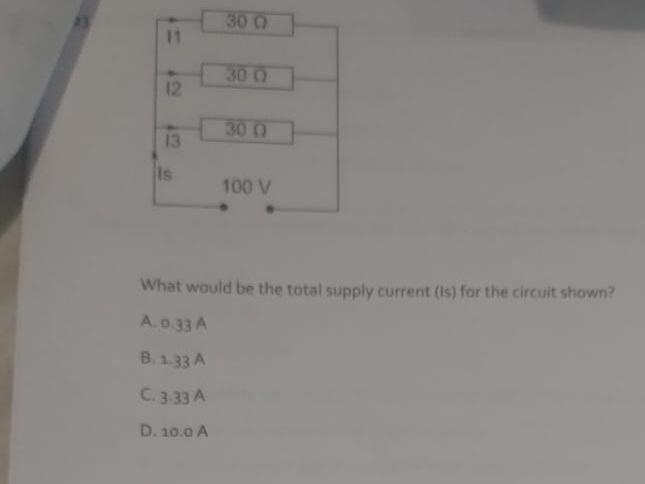 30 Ω
I1
30 Ω
I2
30 Ω
I3
Is
100 V
What would be the total supply current (Is) for the circuit shown?
A. 0.33 A
B. 1.33 A
C. 3.33 A
D. 10.0 A